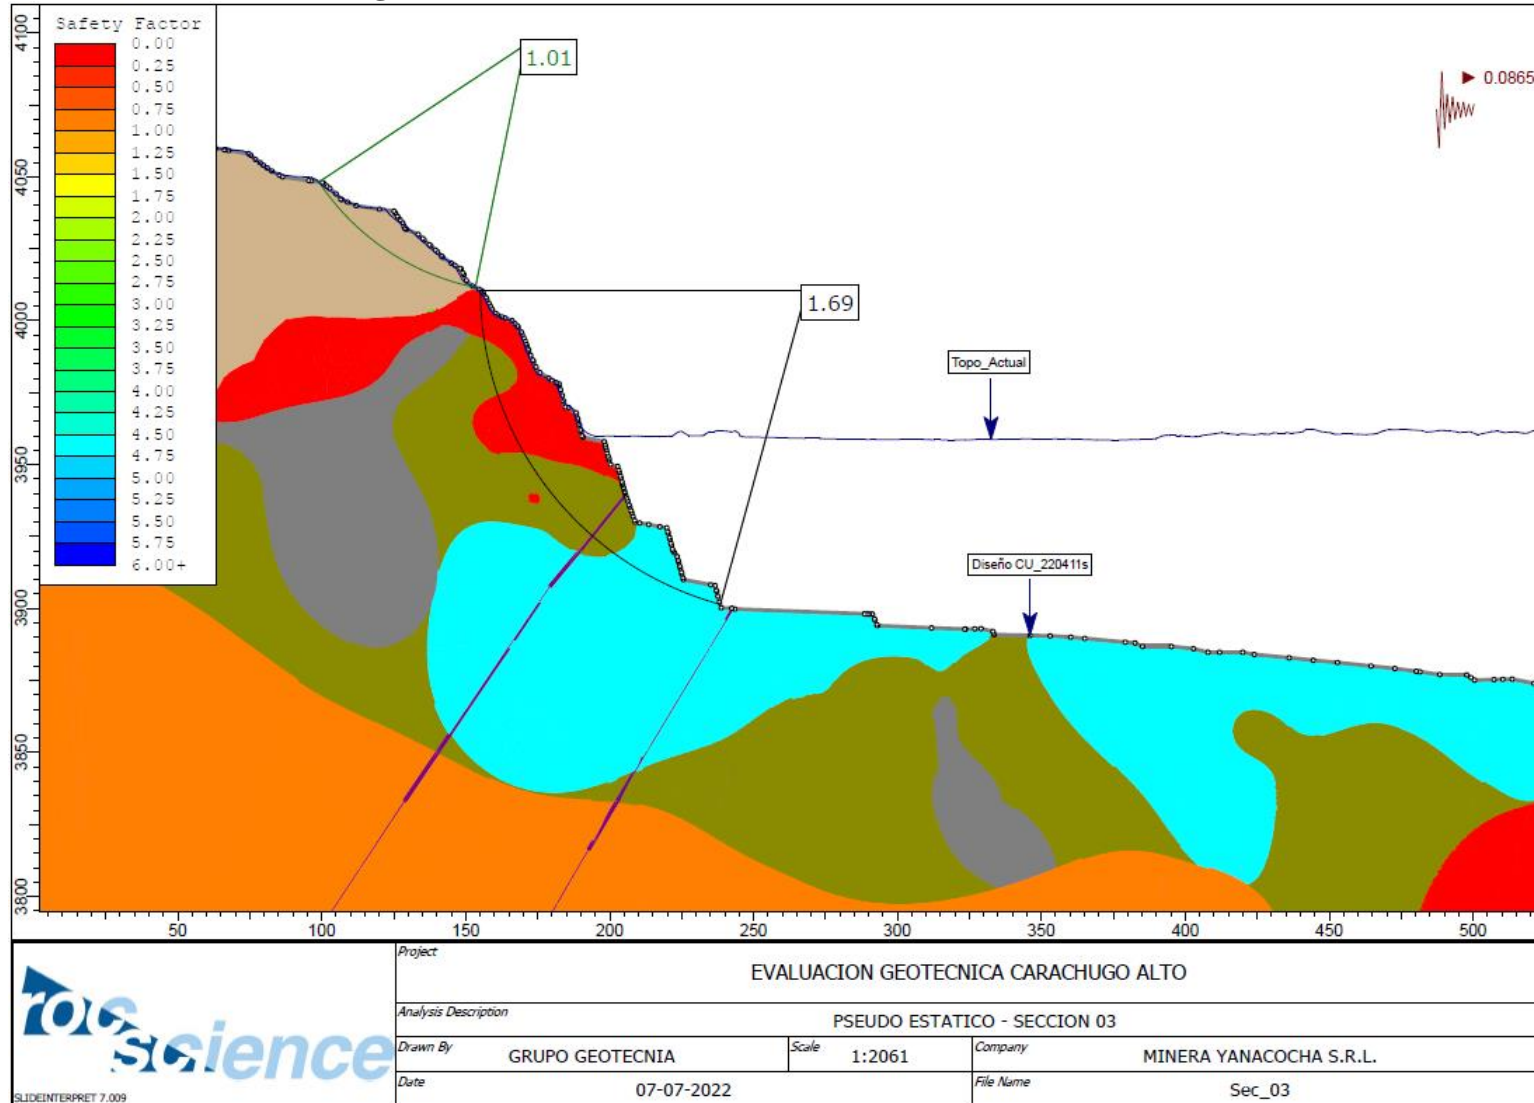 Safety Factor
0.00
0.25
0.50
0.75
1.00
1.25
1.50
1.75
2.00
2.25
2.50
2.75
3.00
3.25
3.50
3.75
4.00
4.25
4.50
4.75
5.00
5.25
5.50
5.75
6.00+
1.01
0.0865
1.69
Topo_Actual
Diseño CU_220411s
4100
4050
4000
3950
3900
3850
3800
50 100 150 200 250 300 350 400 450 500
rocscience
SLIDEINTERPRET 7.009
Project
EVALUACION GEOTECNICA CARACHUGO ALTO
Analysis Description
PSEUDO ESTATICO - SECCION 03
Drawn By GRUPO GEOTECNIA Scale 1:2061 Company MINERA YANACOCHA S.R.L.
Date 07-07-2022 File Name Sec_03